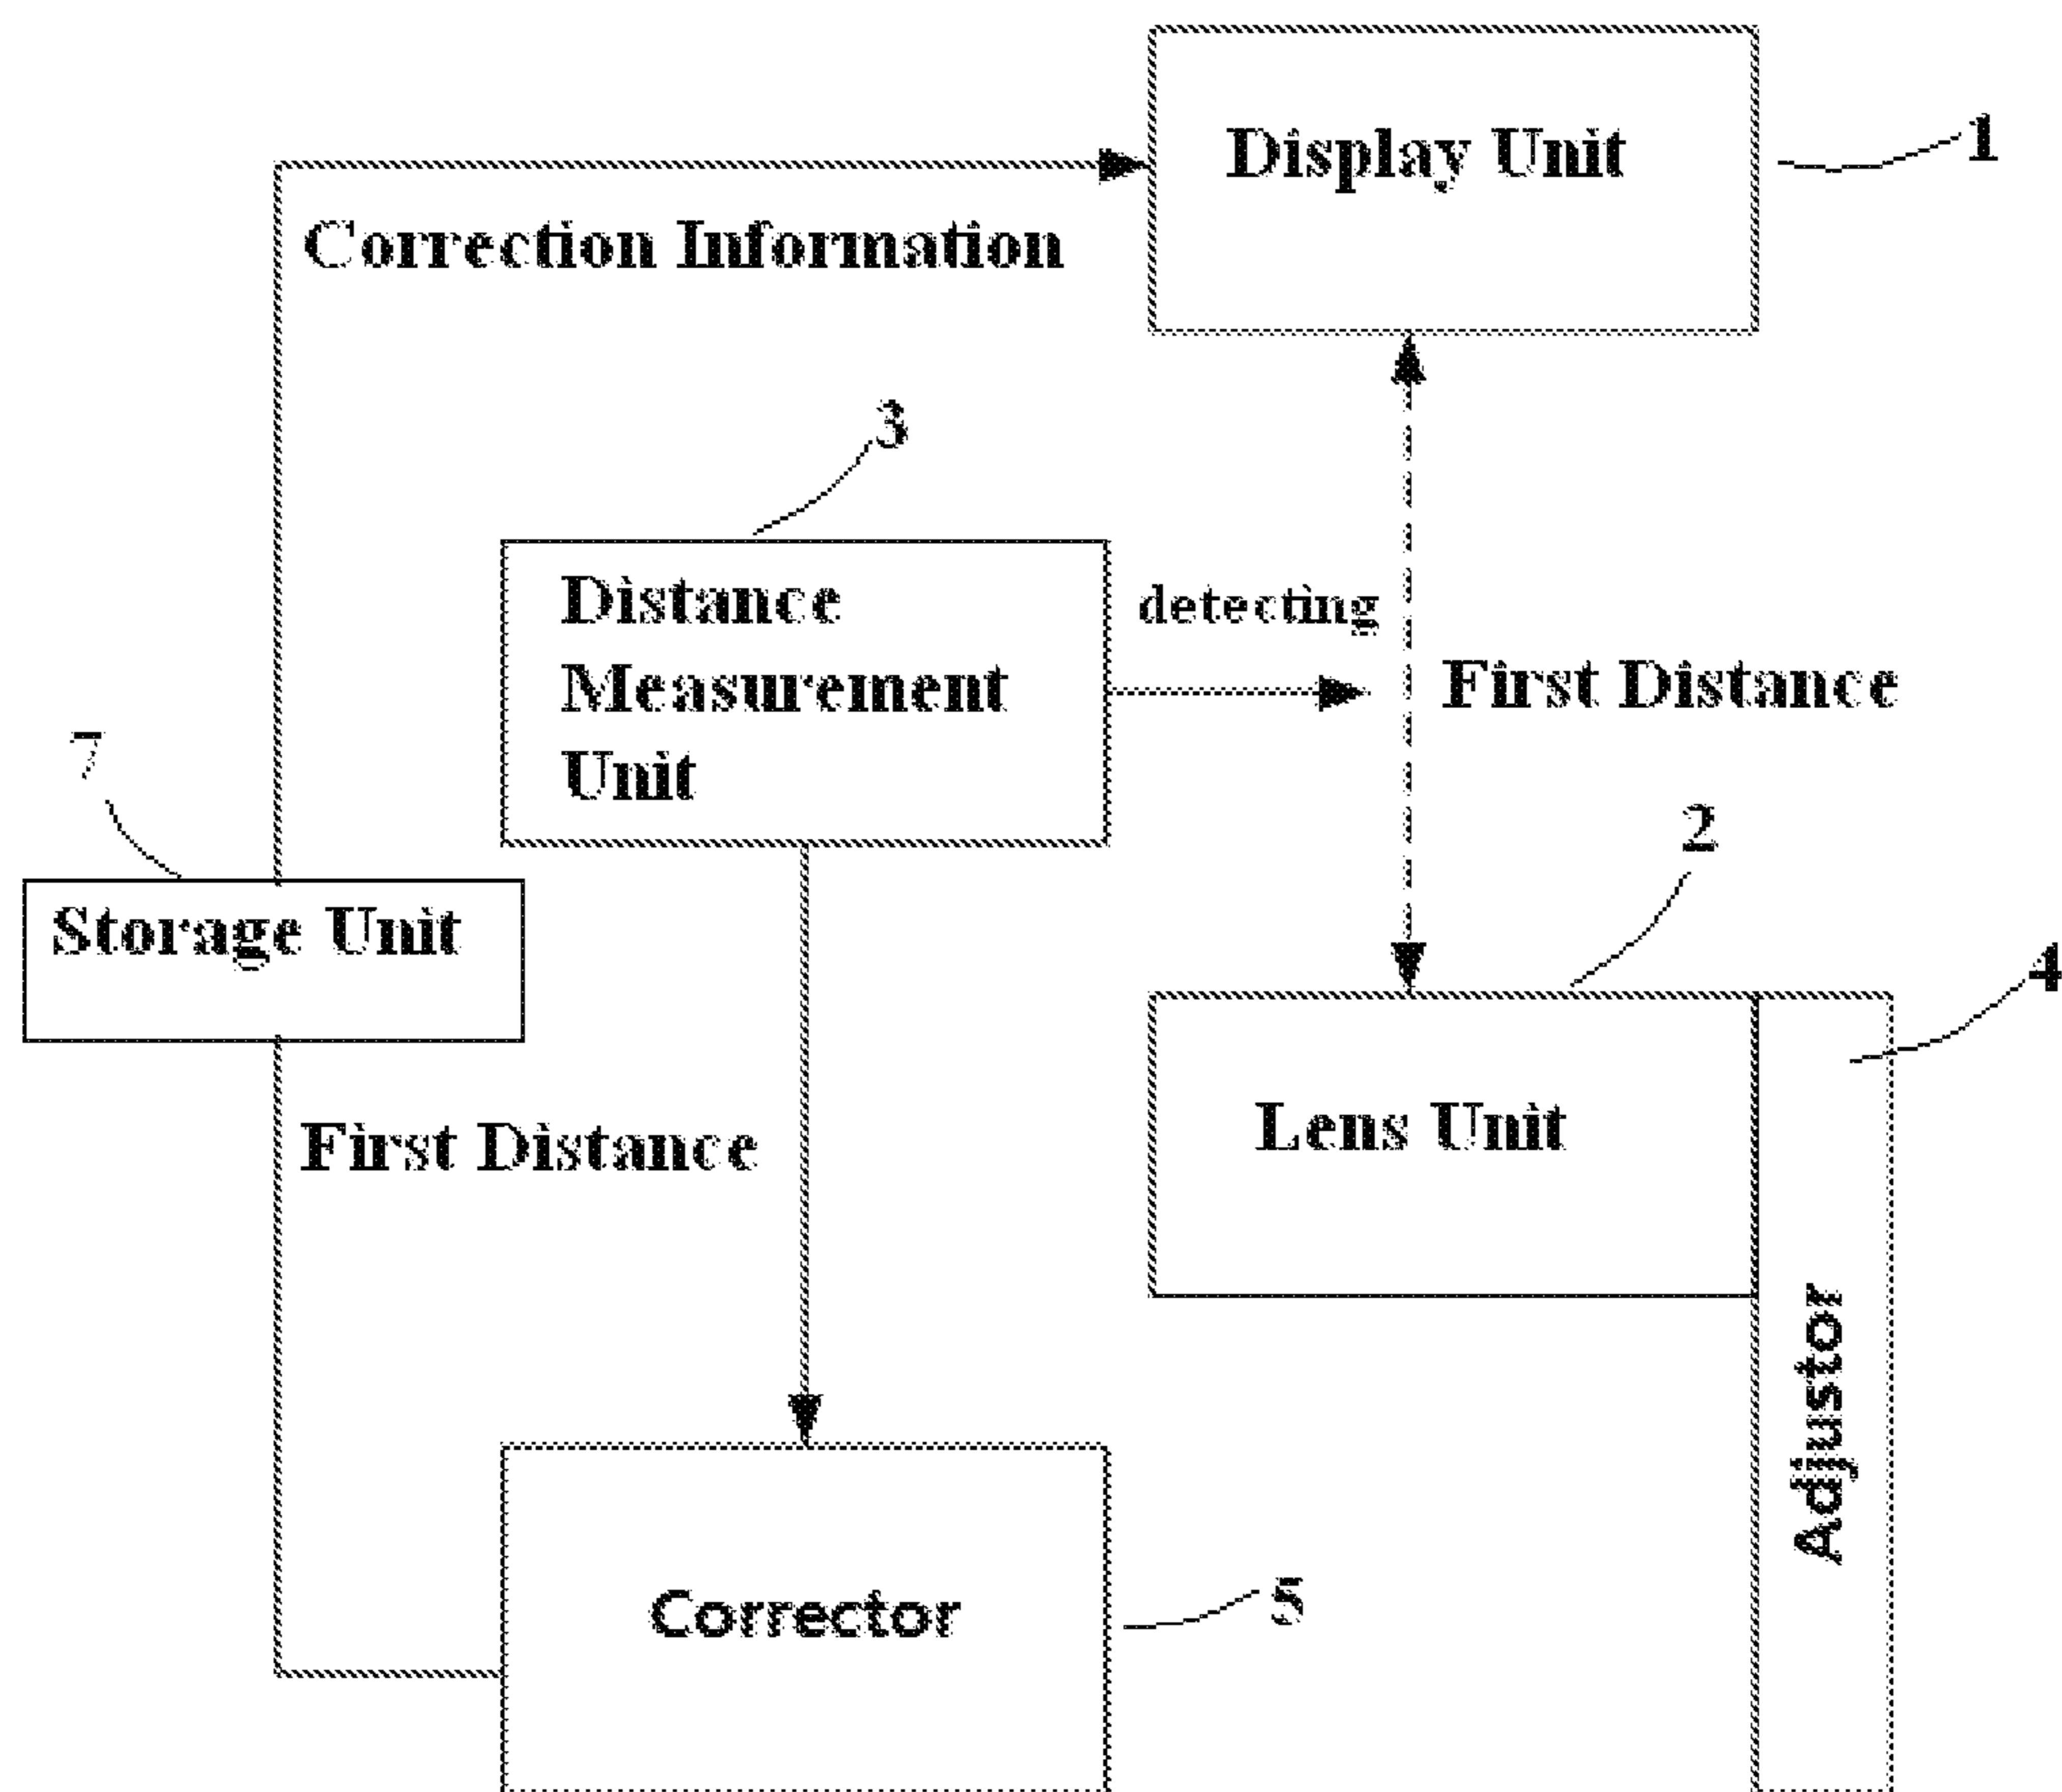 Display Unit
1
Correction Information
3
Distance
Measurement
Unit
detecting
First Distance
7
2
Storage Unit
4
Lens Unit
First Distance
Adjustor
Corrector
5